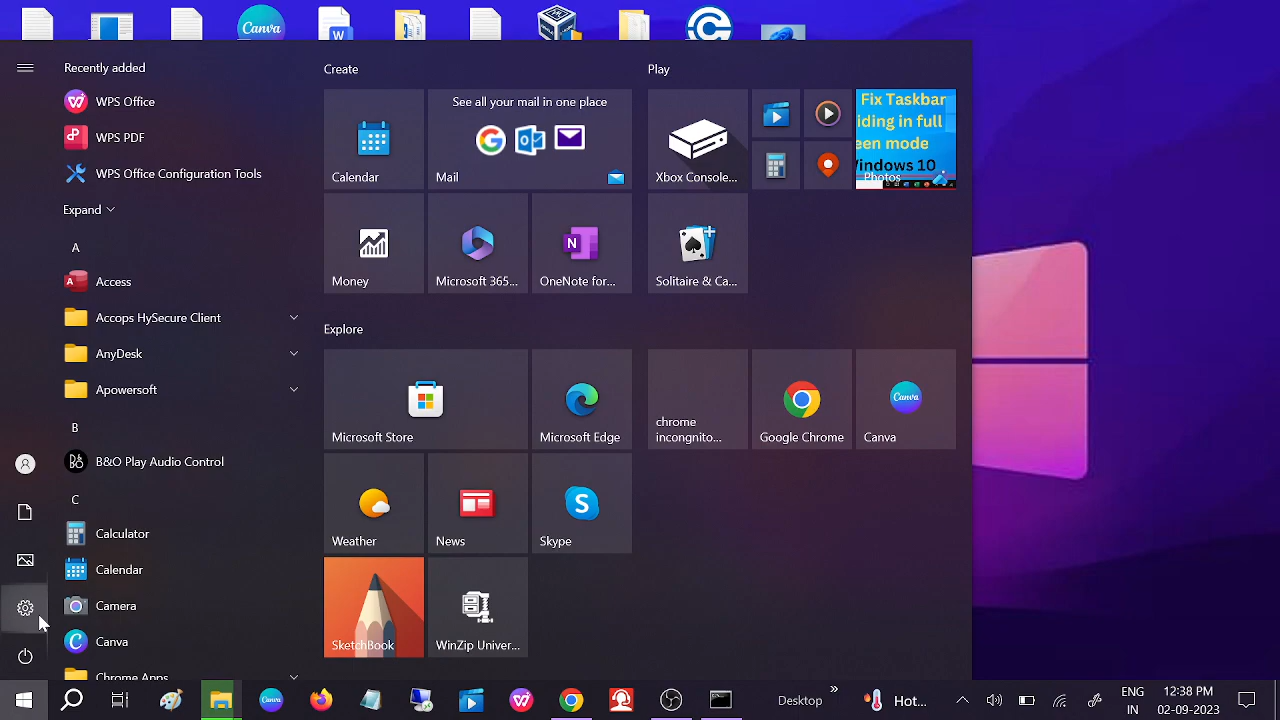 Canva
W
Recently added
WPS Office
WPS PDF
WPS Office Configuration Tools
Expand
A
Access
Accops HySecure Client
AnyDesk
Apowersoft
B
B&O Play Audio Control
C
Calculator
Calendar
Camera
Canva
Chrome Apps
Create
Calendar
See all your mail in one place
Mail
Money
Microsoft 365...
N
OneNote for...
Play
Xbox Console...
Fix Taskbar
iding in full
een mode
Vindows 10
Photos
Solitaire & Ca...
Explore
Microsoft Store
Microsoft Edge
chrome
incongnito...
Google Chrome
Canva
Canva
Weather
News
S
Skype
SketchBook
WinZip Univer...
Canva
Desktop
Hot...
ENG
IN
12:38 PM
02-09-2023